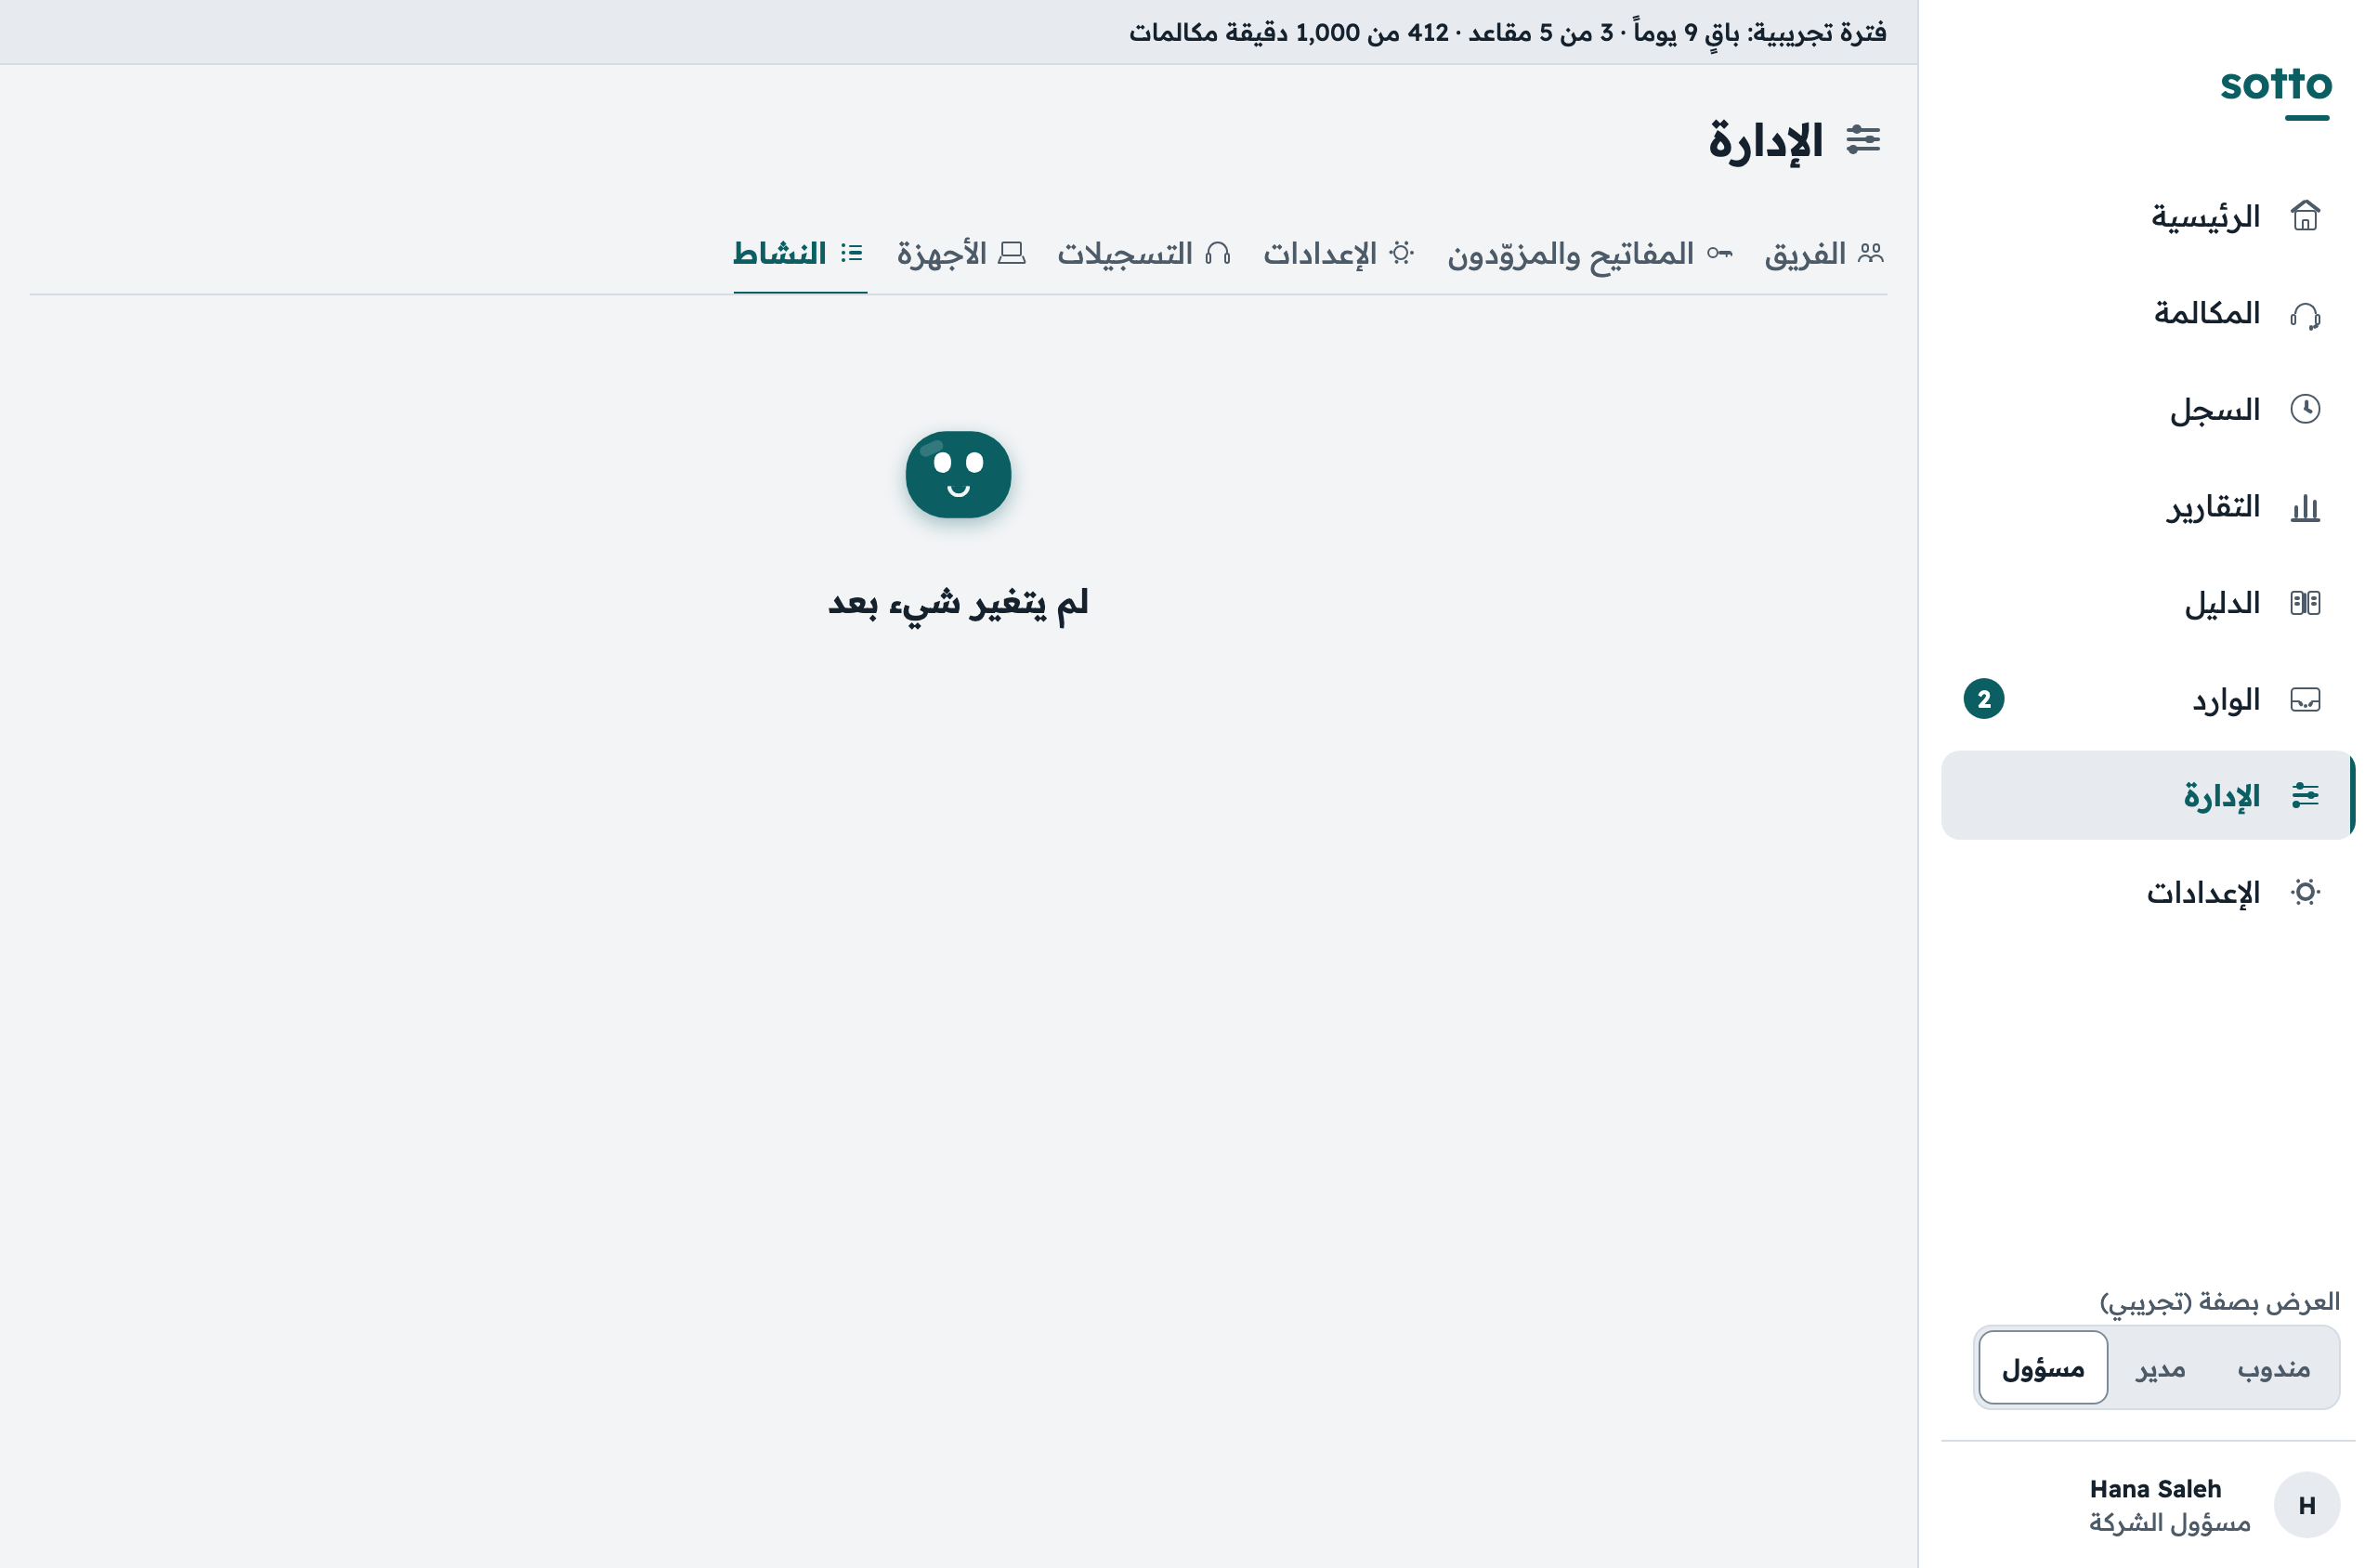 فترة تجريبية: باقٍ 9 يوماً · 3 من 5 مقاعد · 412 من 1,000 دقيقة مكالمات
sotto
الرئيسية
المكالمة
السجل
التقارير
الدليل
الوارد 2
الإدارة
الإعدادات
العرض بصفة (تجريبي)
مندوب مدير مسؤول
H
Hana Saleh
مسؤول الشركة
الإدارة
الفريق المفاتيح والمزوّدون الإعدادات التسجيلات الأجهزة النشاط
لم يتغير شيء بعد